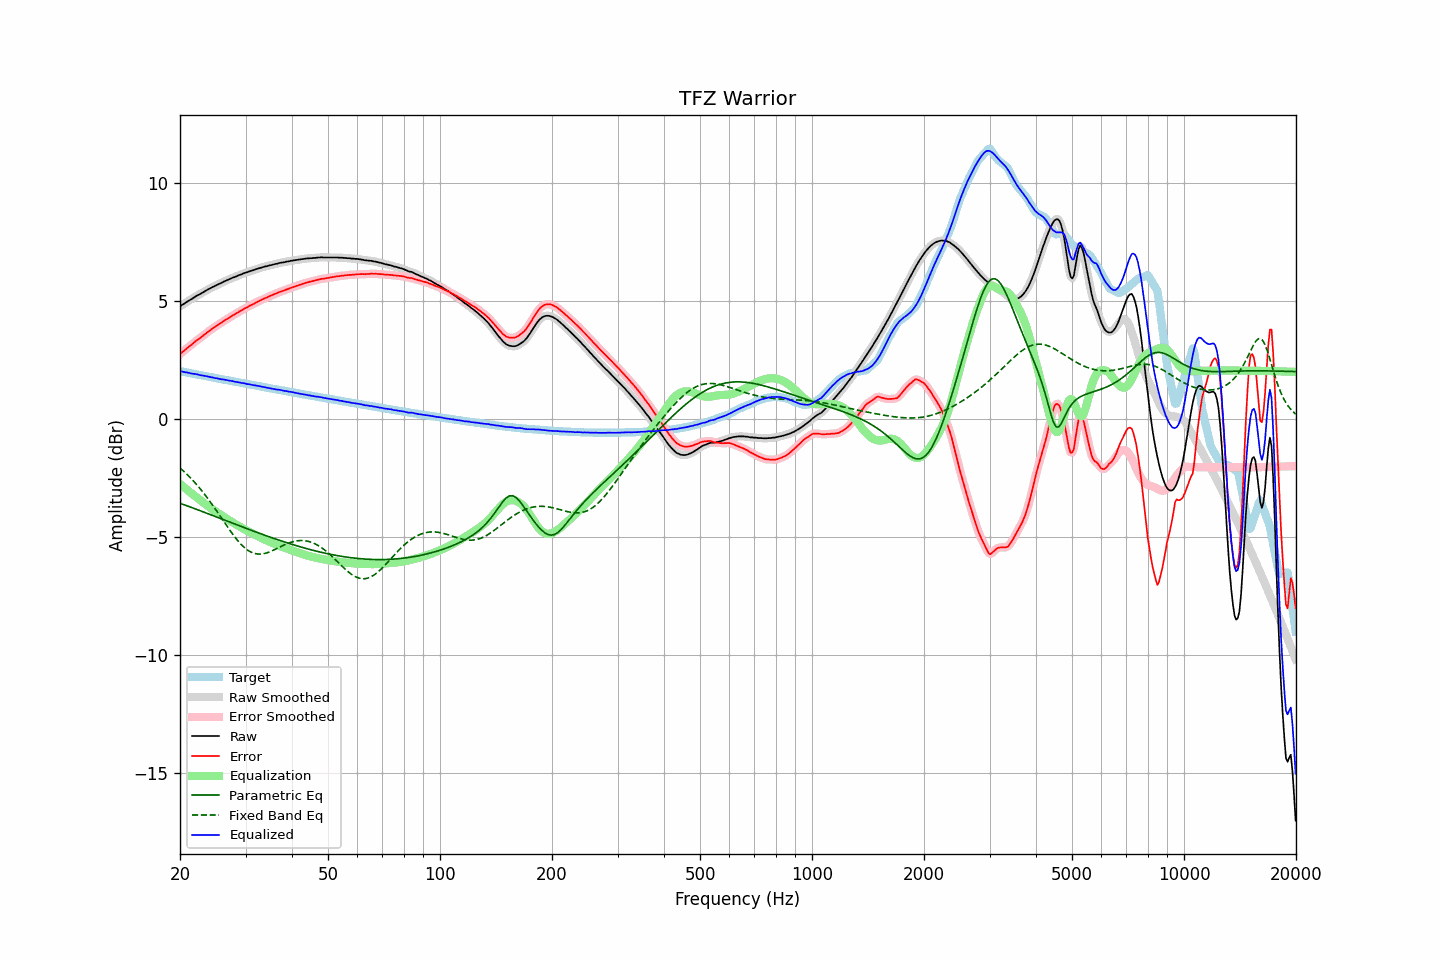 TFZ Warrior
Amplitude (dBr)
10
5
0
−5
−10
−15
Target
Raw Smoothed
Error Smoothed
Raw
Error
Equalization
Parametric Eq
Fixed Band Eq
Equalized
20 50 100 200 500 1000 2000 5000 10000 20000
Frequency (Hz)